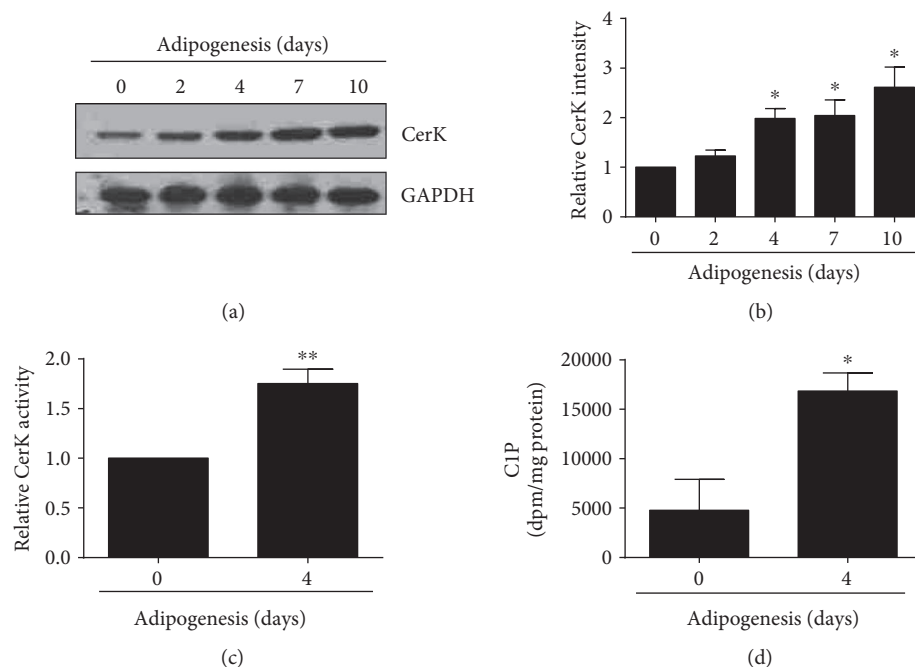 Adipogenesis (days)
0 2 4 7 10
CerK
GAPDH
(a)
Relative CerK intensity
4
3
2
1
0
* * *
0 2 4 7 10
Adipogenesis (days)
(b)
Relative CerK activity
2.0
1.5
1.0
0.5
0.0
**
0 4
Adipogenesis (days)
(c)
C1P
(dpm/mg protein)
20000
15000
10000
5000
0
*
0 4
Adipogenesis (days)
(d)